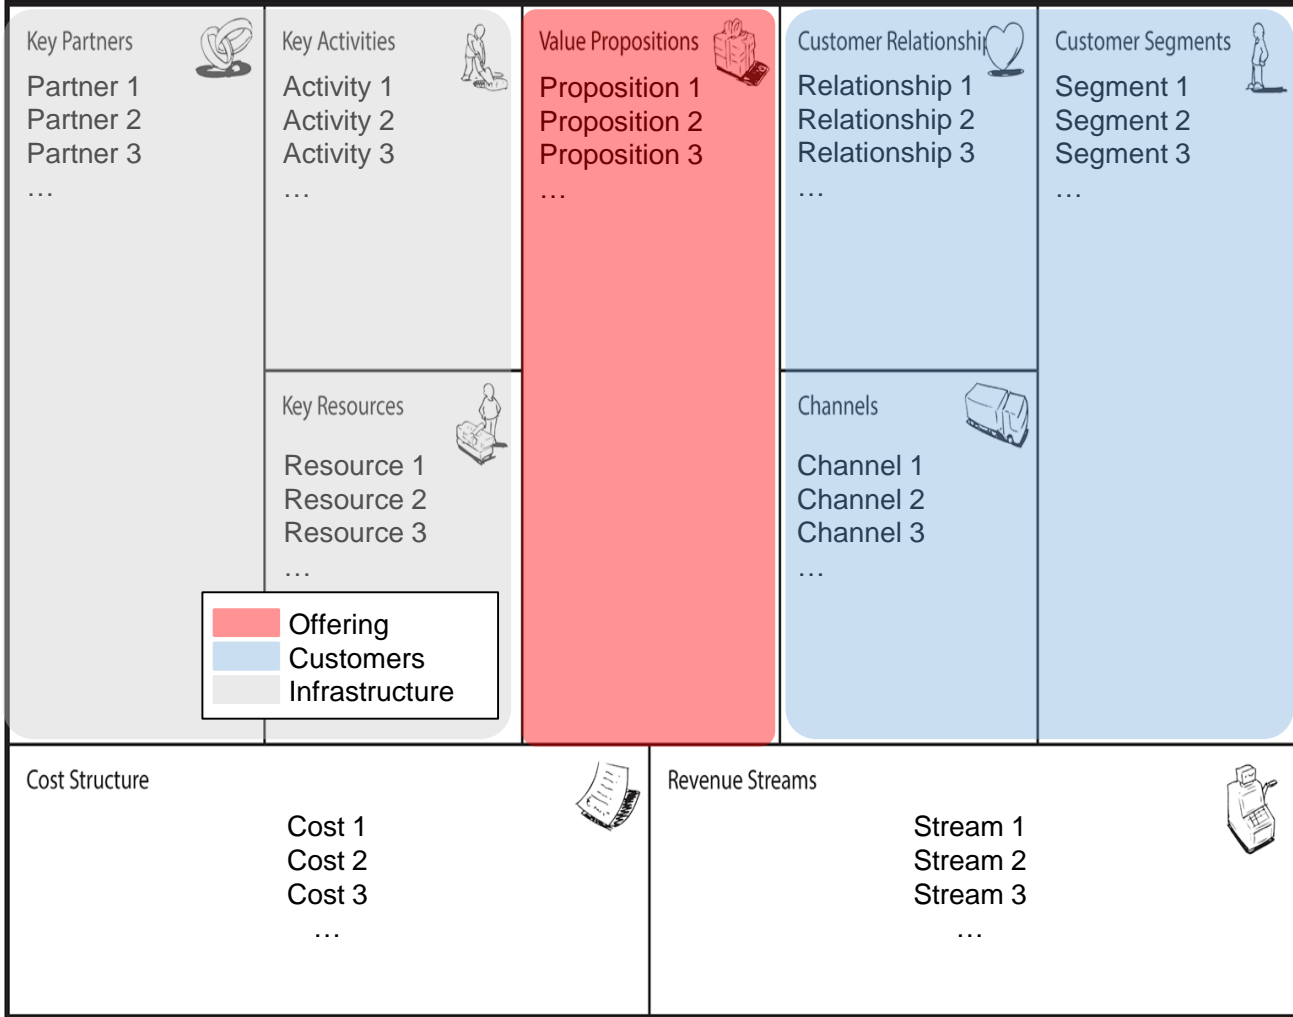 Key Partners
Partner 1
Partner 2
Partner 3
…
Key Activities
Activity 1
Activity 2
Activity 3
…
Key Resources
Resource 1
Resource 2
Resource 3
…
Value Propositions
Proposition 1
Proposition 2
Proposition 3
…
Customer Relationship
Relationship 1
Relationship 2
Relationship 3
…
Channels
Channel 1
Channel 2
Channel 3
…
Customer Segments
Segment 1
Segment 2
Segment 3
…
Offering
Customers
Infrastructure
Cost Structure
Cost 1
Cost 2
Cost 3
…
Revenue Streams
Stream 1
Stream 2
Stream 3
…